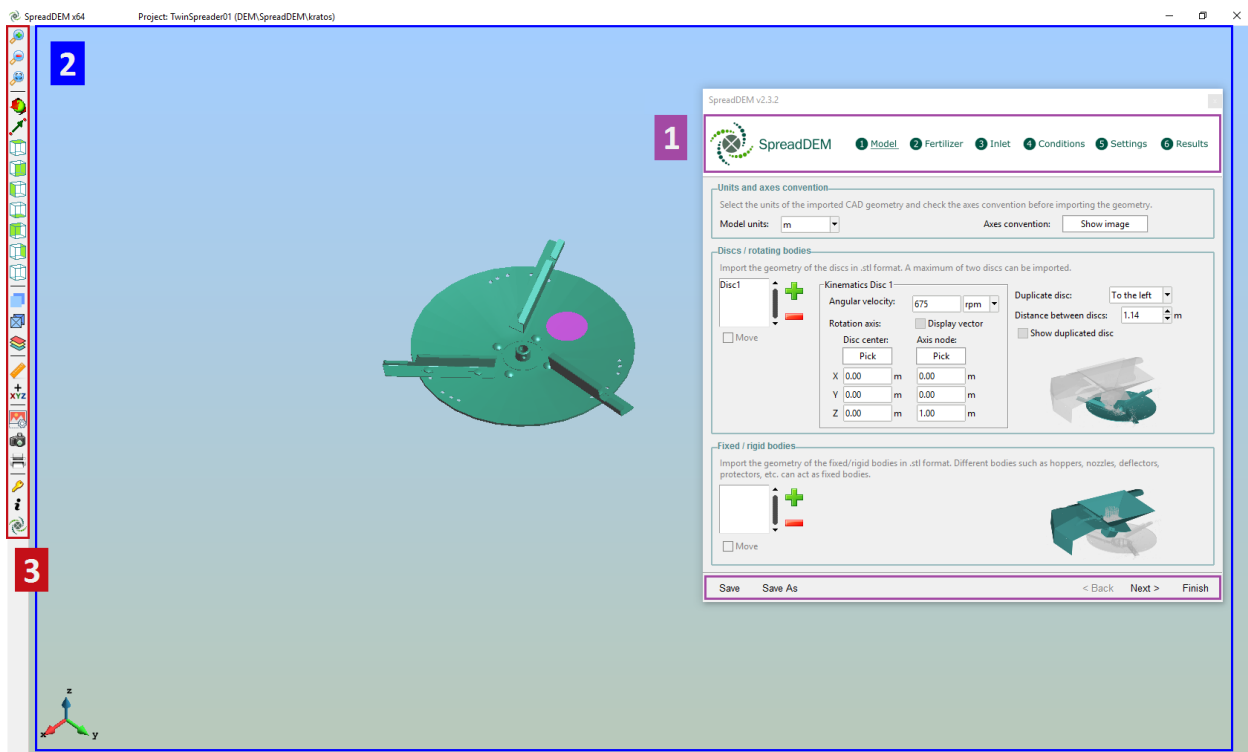 SpreadDEM x64 Project: TwinSpreader01 (DEM\SpreadDEM\kratos)
2
SpreadDEM v2.3.2
1
SpreadDEM 1 Model 2 Fertilizer 3 Inlet 4 Conditions 5 Settings 6 Results
Units and axes convention
Select the units of the imported CAD geometry and check the axes convention before importing the geometry.
Model units: m Axes convention: Show image
Discs / rotating bodies
Import the geometry of the discs in .stl format. A maximum of two discs can be imported.
Disc1
Move
Kinematics Disc 1
Angular velocity: 675 rpm
Rotation axis: Display vector
Disc center: Axis node:
Pick Pick
X 0.00 m 0.00 m
Y 0.00 m 0.00 m
Z 0.00 m 1.00 m
Duplicate disc: To the left
Distance between discs: 1.14 m
Show duplicated disc
Fixed / rigid bodies
Import the geometry of the fixed/rigid bodies in .stl format. Different bodies such as hoppers, nozzles, deflectors,
protectors, etc. can act as fixed bodies.
Move
Save Save As < Back Next > Finish
XYZ
i
3
z
x y